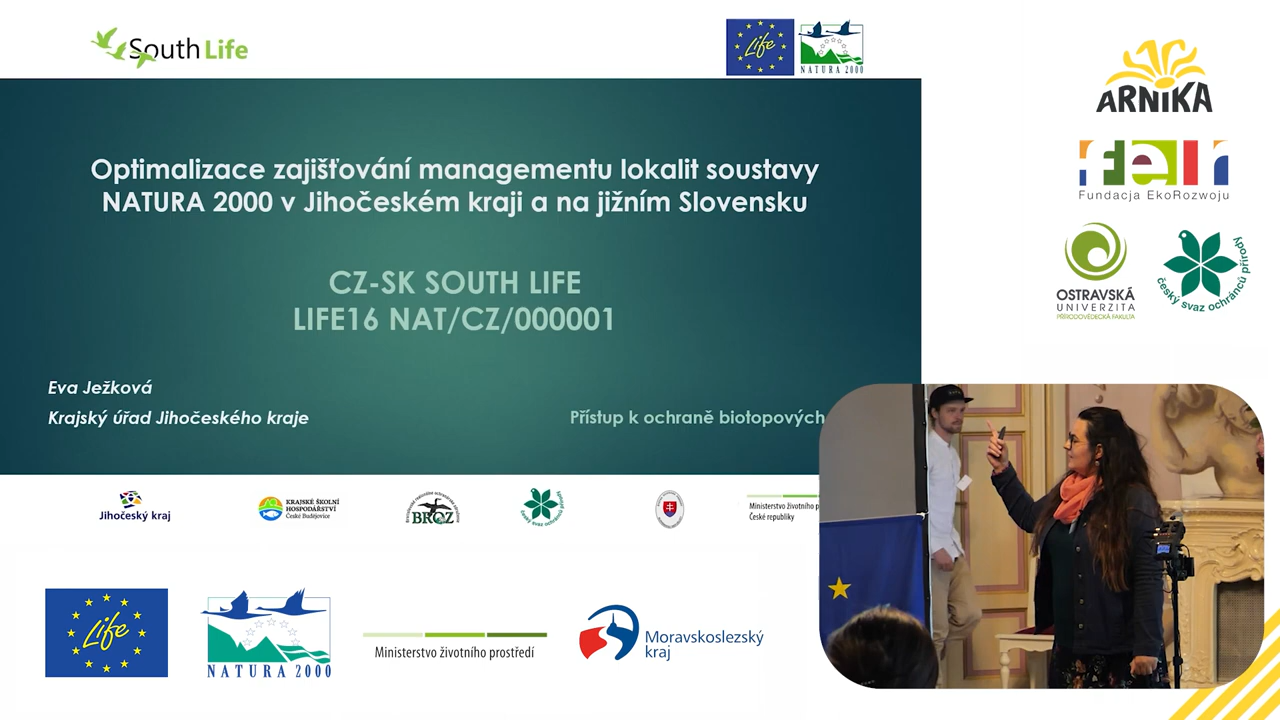 South Life
Life
NATURA 2000
Optimalizace zajišťování managementu lokalit soustavy
NATURA 2000 v Jihočeském kraji a na jižním Slovensku
CZ-SK SOUTH LIFE
LIFE16 NAT/CZ/000001
Eva Ježková
Krajský úřad Jihočeského kraje
Přístup k ochraně biotopových
Jihočeský kraj
KRAJSKÉ ŠKOLNÍ
HOSPODÁŘSTVÍ
České Budějovice
BROZ
Ministerstvo životního
České republiky
Life
NATURA 2000
Ministerstvo životního prostředí
Moravskoslezský
kraj
ARNIKA
feri
Fundacja EkoRozwoju
OSTRAVSKÁ
UNIVERZITA
PŘÍRODOVĚDECKÁ FAKULTA
český svaz ochránců přírody